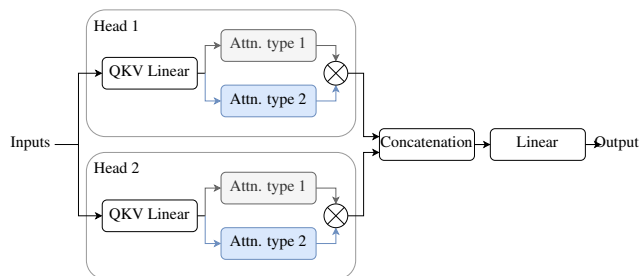 Head 1
Attn. type 1
QKV Linear
Attn. type 2
Inputs
Concatenation
Linear
Output
Head 2
Attn. type 1
QKV Linear
Attn. type 2